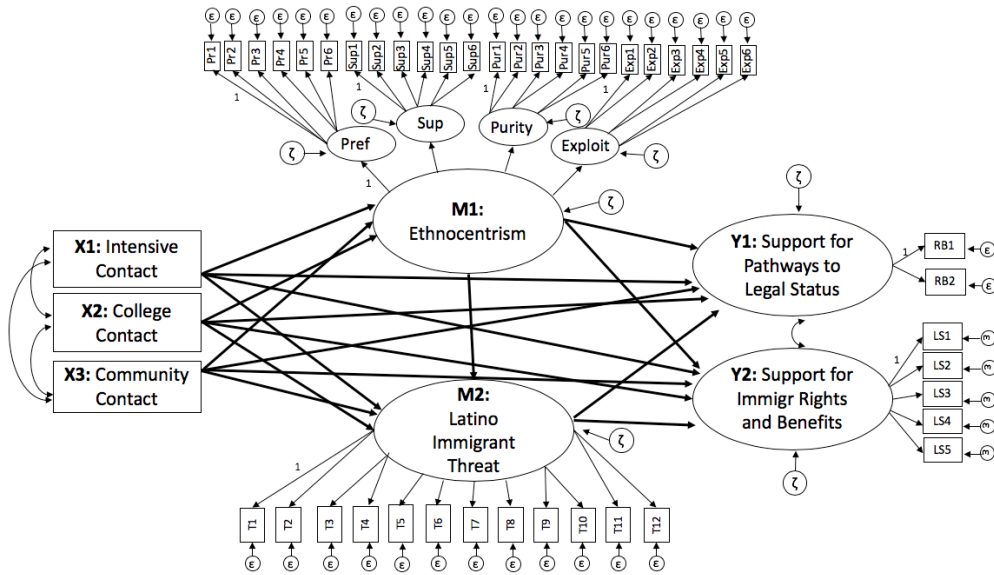 ε ε ε ε ε ε ε ε ε ε ε ε ε ε ε ε ε ε ε ε ε ε ε ε
Pr1 Pr2 Pr3 Pr4 Pr5 Pr6 Sup1 Sup2 Sup3 Sup4 Sup5 Sup6 Pur1 Pur2 Pur3 Pur4 Pur5 Pur6 Exp1 Exp2 Exp3 Exp4 Exp5 Exp6
1 1 1 1
ζ Sup Purity ζ
ζ Pref Exploit ζ
1
M1:
Ethnocentrism
ζ
ζ
X1: Intensive
Contact
X2: College
Contact
X3: Community
Contact
Y1: Support for
Pathways to
Legal Status
1
RB1 ε
RB2 ε
Y2: Support for
Immigr Rights
and Benefits
1
LS1 ε
LS2 ε
LS3 ε
LS4 ε
LS5 ε
ζ
M2:
Latino
Immigrant
Threat
ζ
1
T1 T2 T3 T4 T5 T6 T7 T8 T9 T10 T11 T12
ε ε ε ε ε ε ε ε ε ε ε ε